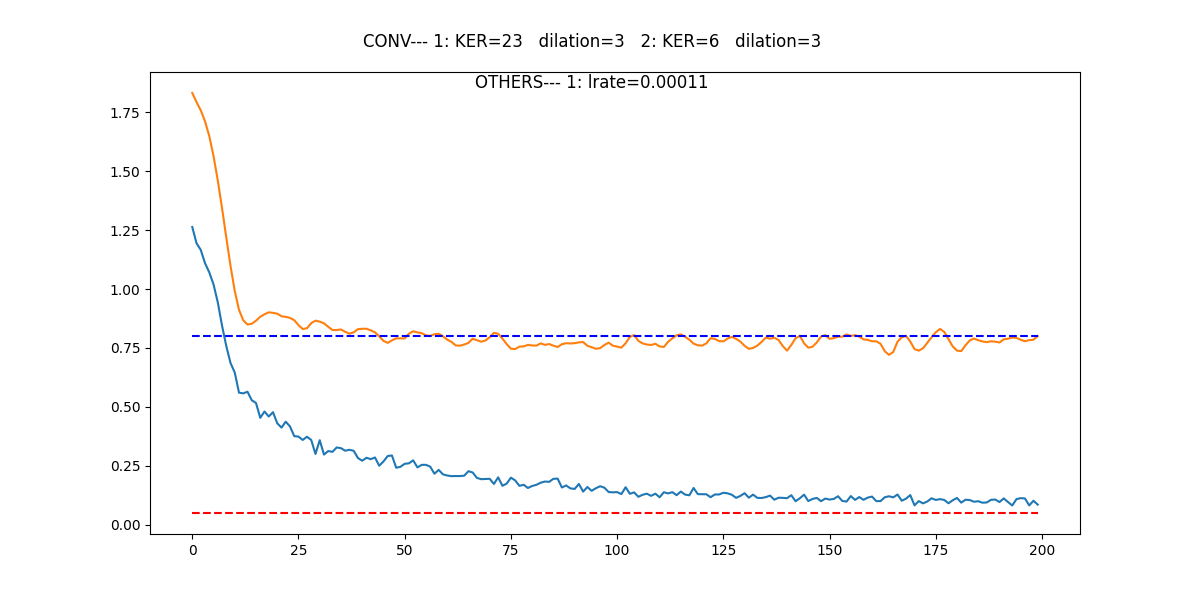 CONV--- 1: KER=23   dilation=3   2: KER=6   dilation=3
OTHERS--- 1: lrate=0.00011
1.75
1.50
1.25
1.00
0.75
0.50
0.25
0.00
0 25 50 75 100 125 150 175 200